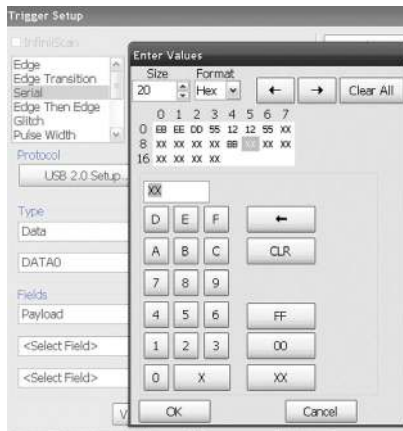 Trigger Setup
InfiniiScan
Edge
Edge Transition
Serial
Edge Then Edge
Glitch
Pulse Width
Protocol
USB 2.0 Setup...
Type
Data
DATA0
Fields
Payload
<Select Field>
<Select Field>
V
Enter Values
Size Format
20 Hex Clear All
0 1 2 3 4 5 6 7
0 EB EE DD 55 12 12 55 XX
8 XX XX XX XX BB XX XX XX
16 XX XX XX XX
XX
D E F
A B C CLR
7 8 9
4 5 6 FF
1 2 3 00
0 X XX
OK Cancel